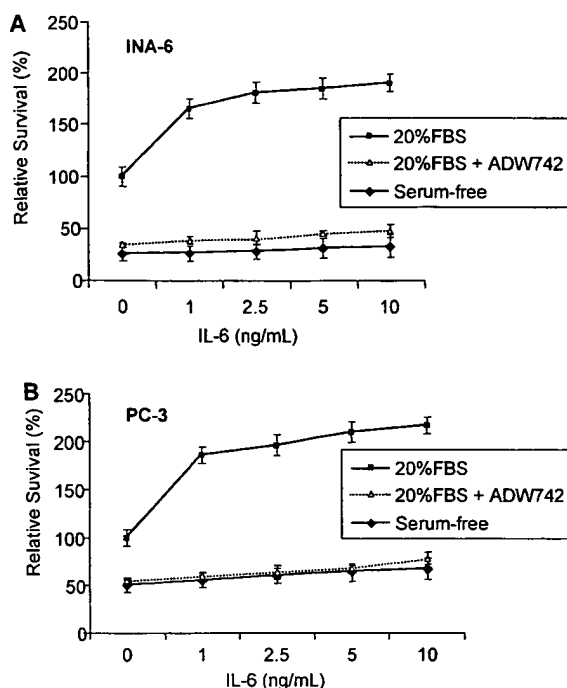 A
INA-6
Relative Survival (%)
250
200
150
100
50
0
20%FBS
20%FBS + ADW742
Serum-free
0 1 2.5 5 10
IL-6 (ng/mL)
B
PC-3
Relative Suvival (%)
250
200
150
100
50
0
20%FBS
20%FBS + ADW742
Serum-free
0 1 2.5 5 10
IL-6 (ng/mL)